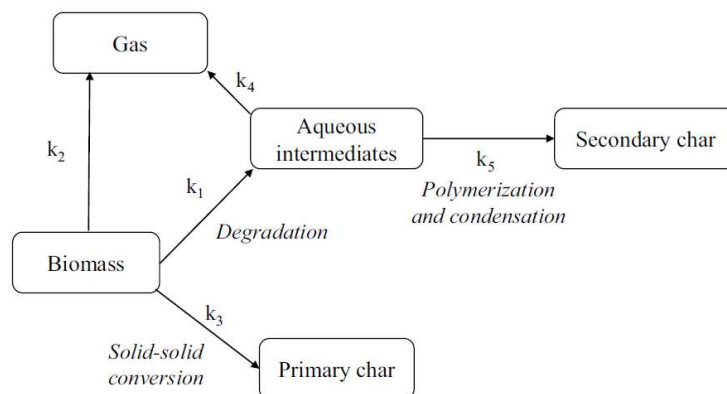 Gas
k₄
Aqueous
intermediates
Secondary char
k₂
k₅
k₁
Polymerization
and condensation
Degradation
Biomass
k₃
Solid-solid
conversion
Primary char